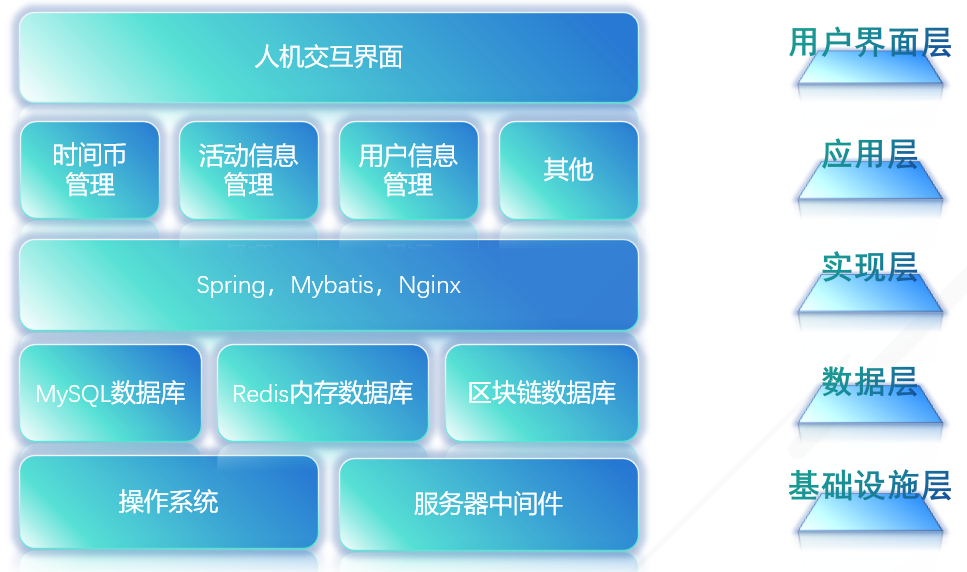 人机交互界面
用户界面层
时间币
管理
活动信息
管理
用户信息
管理
其他
应用层
Spring，Mybatis，Nginx
实现层
MySQL数据库
Redis内存数据库
区块链数据库
数据层
操作系统
服务器中间件
基础设施层